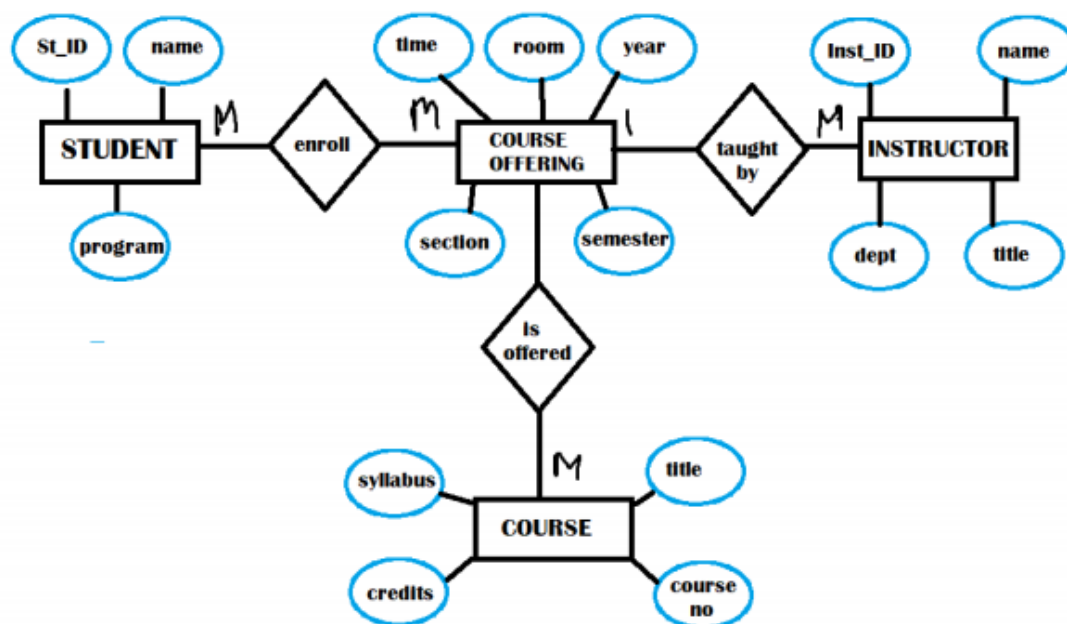 St_ID
name
time
room
year
Inst_ID
name
M
M
1
M
STUDENT
enroll
COURSE
OFFERING
taught
by
INSTRUCTOR
program
section
semester
dept
title
is
offered
M
syllabus
title
COURSE
credits
course
no